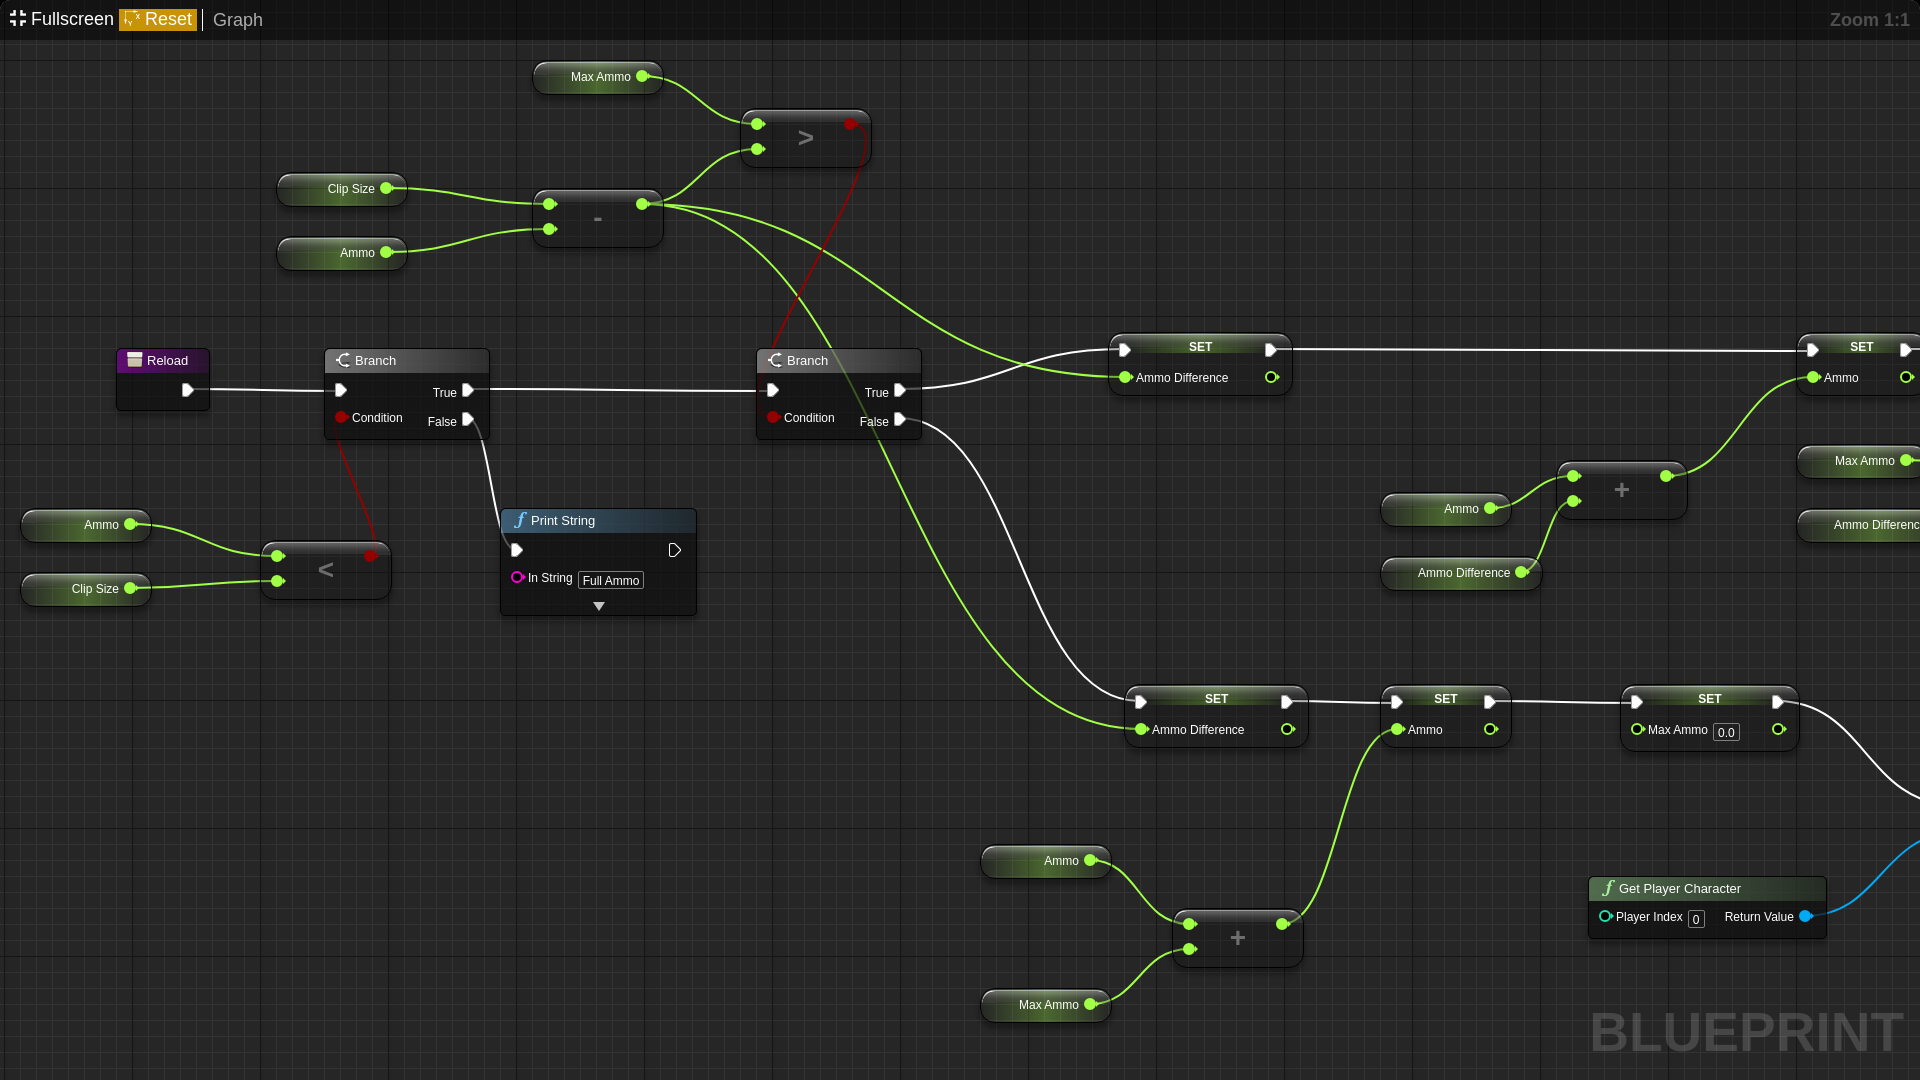 Fullscreen Reset Graph Zoom 1:1
Max Ammo
>
Clip Size
-
Ammo
Reload
Branch
True
Condition
False
Branch
True
Condition
False
SET
Ammo Difference
SET
Ammo
Max Ammo
Ammo
+
Ammo Difference
Ammo
<
Clip Size
Print String
In String Full Ammo
SET
Ammo Difference
SET
Ammo
SET
Max Ammo 0.0
Ammo
+
Max Ammo
Get Player Character
Player Index 0 Return Value
BLUEPRINT